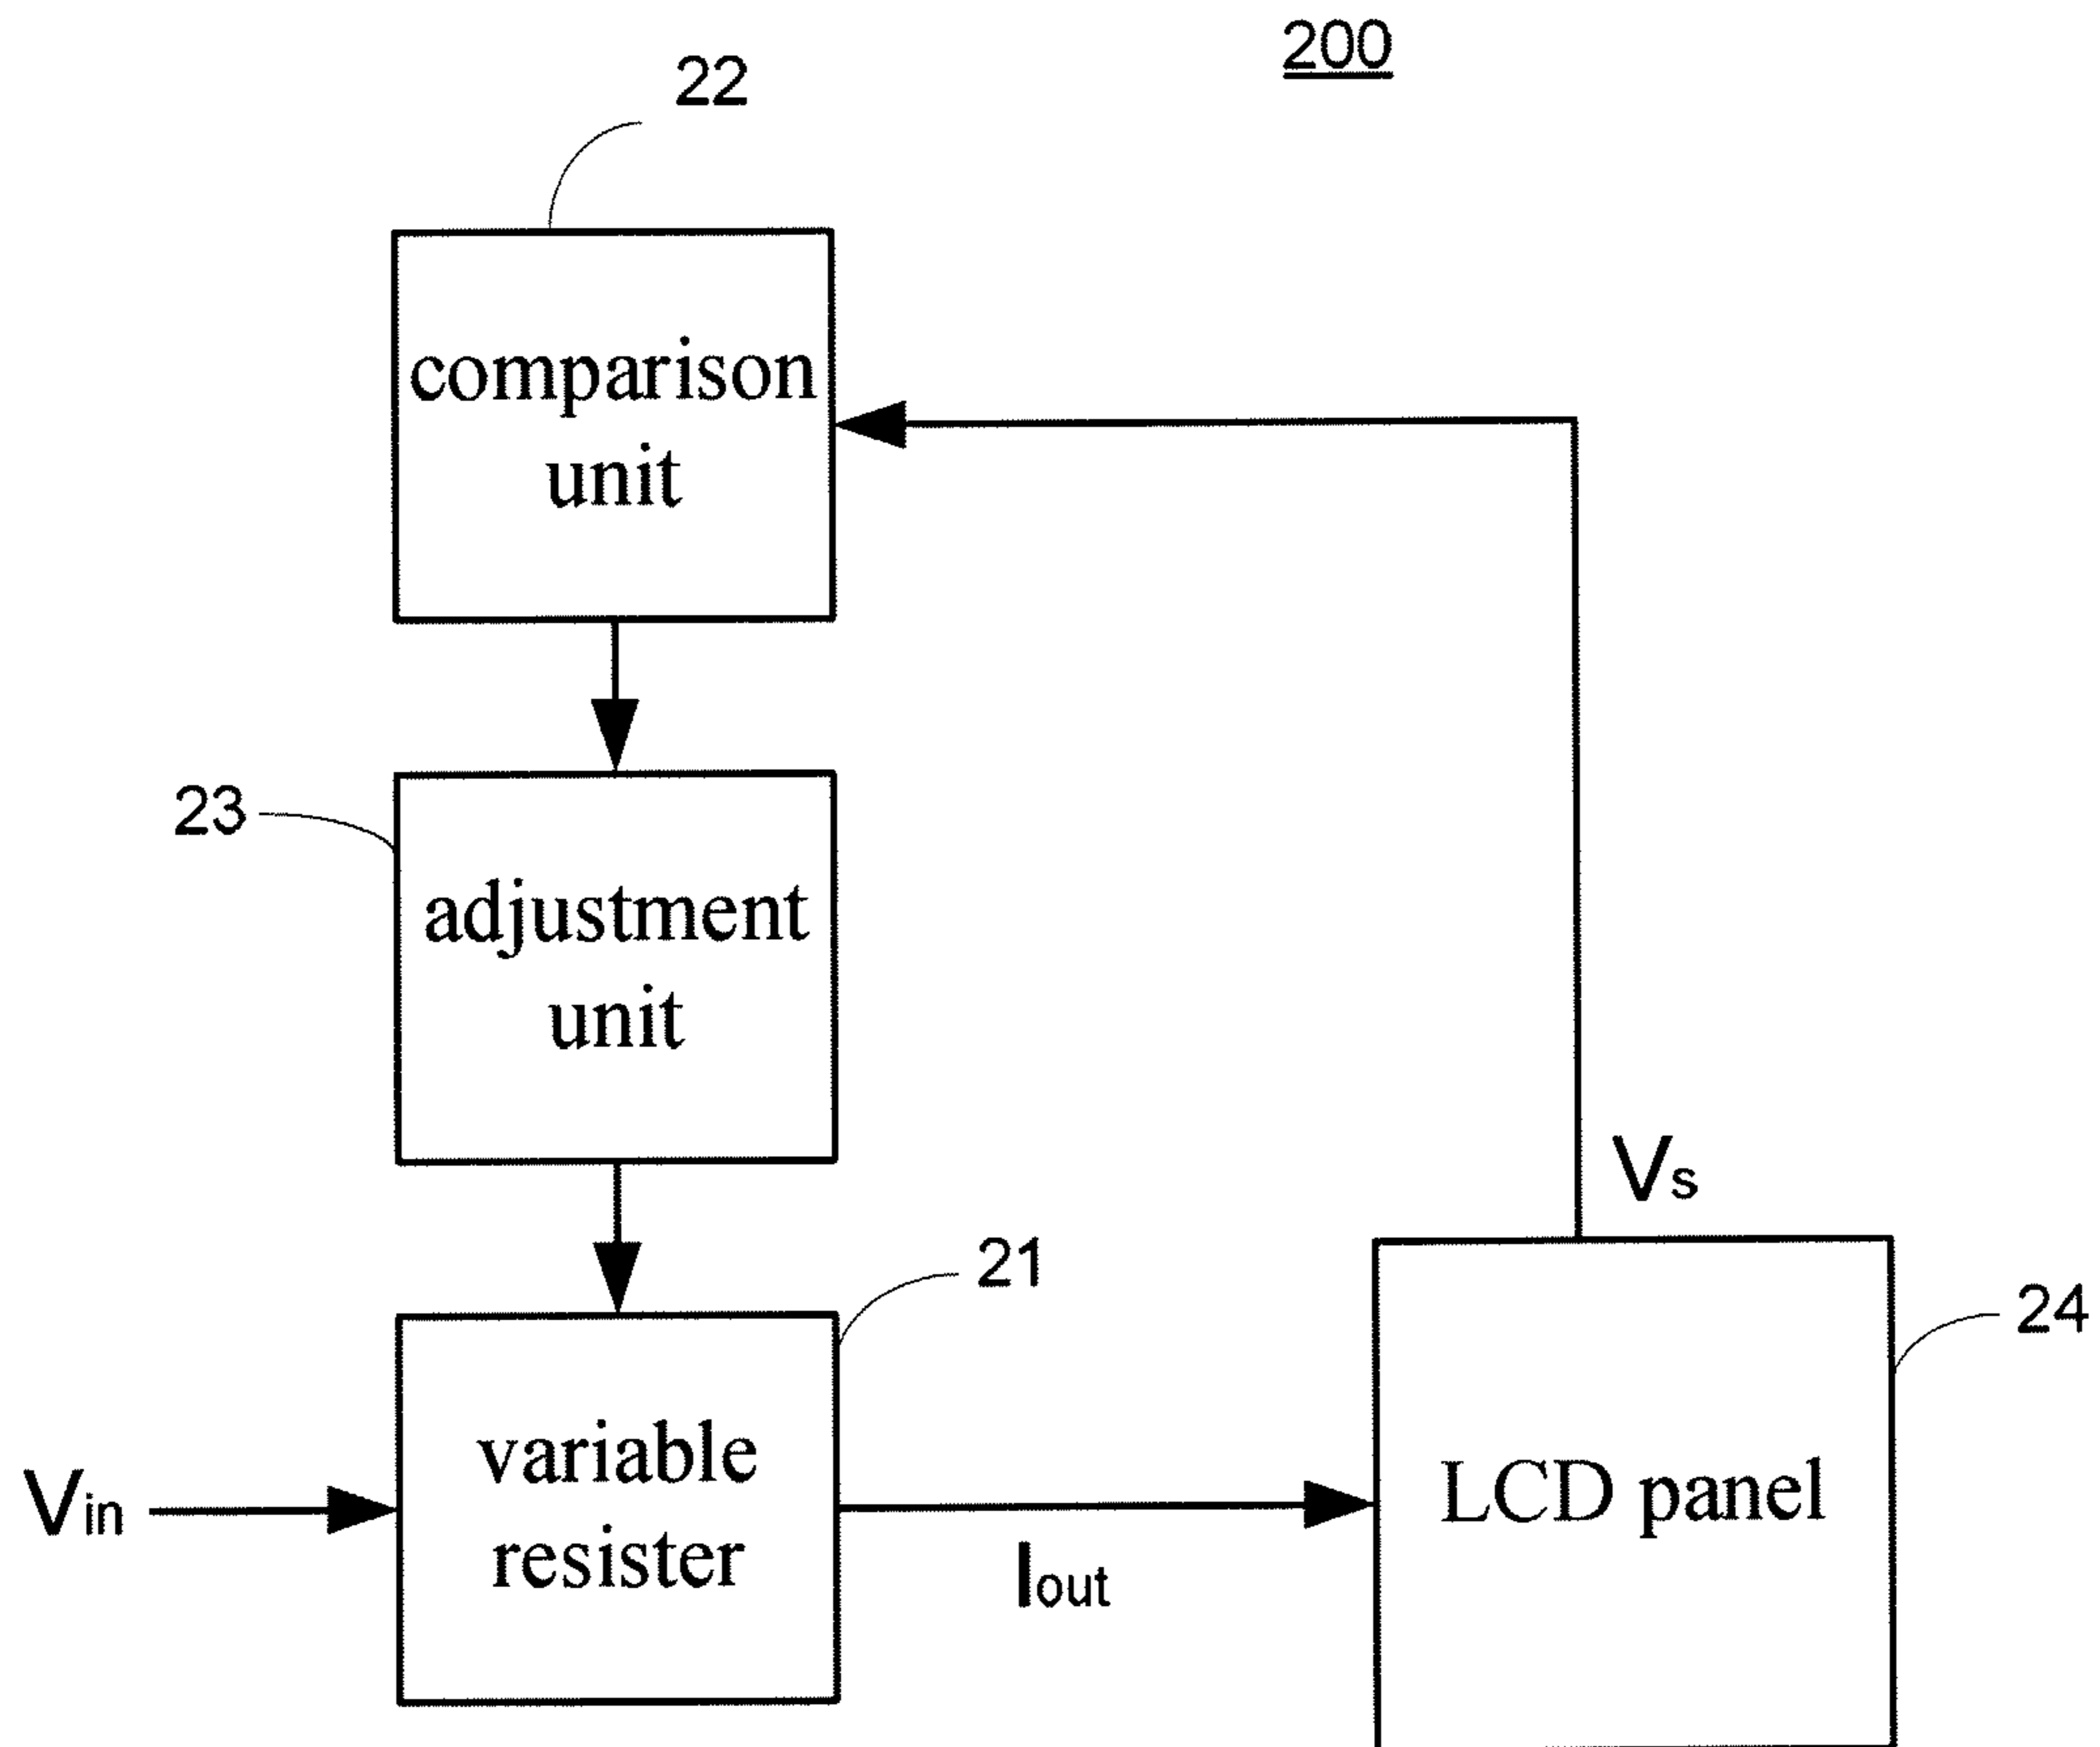 200
22
comparison
unit
23
adjustment
unit
Vs
21
24
variable
resister
Vin
LCD panel
Iout